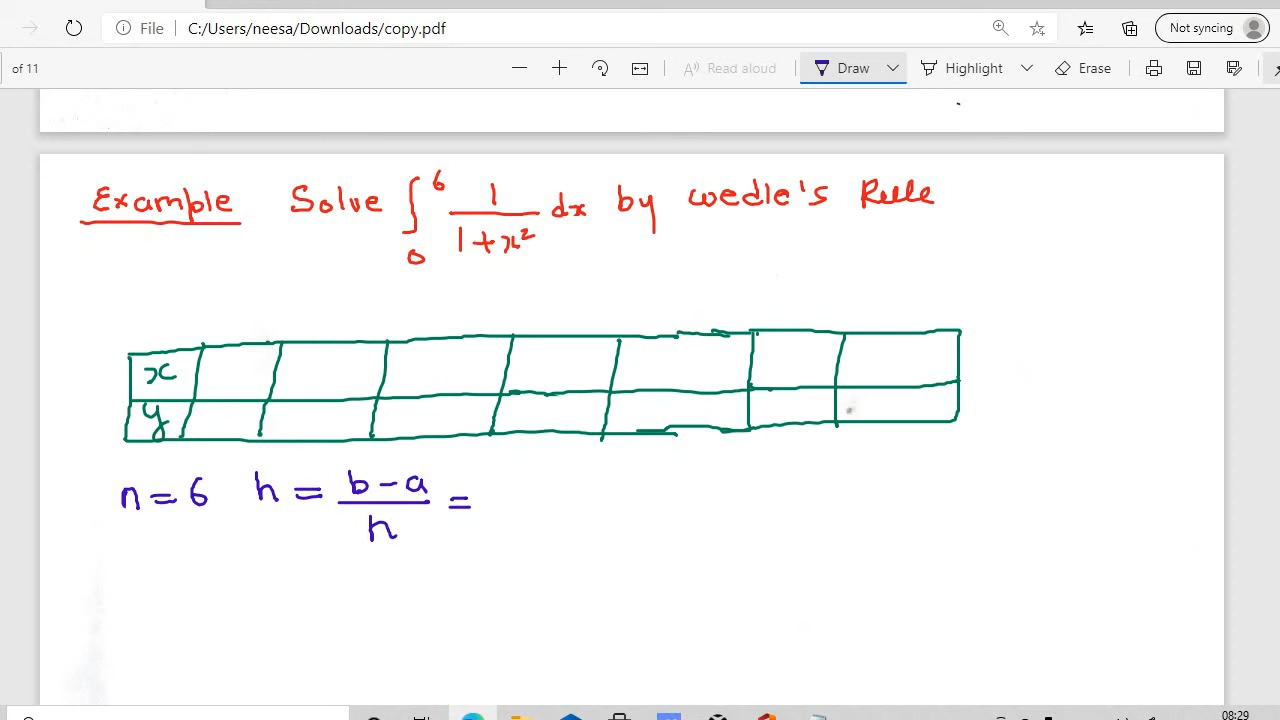 File C:/Users/neesa/Downloads/copy.pdf Not syncing
of 11 Read aloud Draw Highlight Erase
Example Solve ∫₀⁶ 1/(1+x²) dx by wedle's Rule
x
y
n = 6 h = (b-a)/n =
08:29